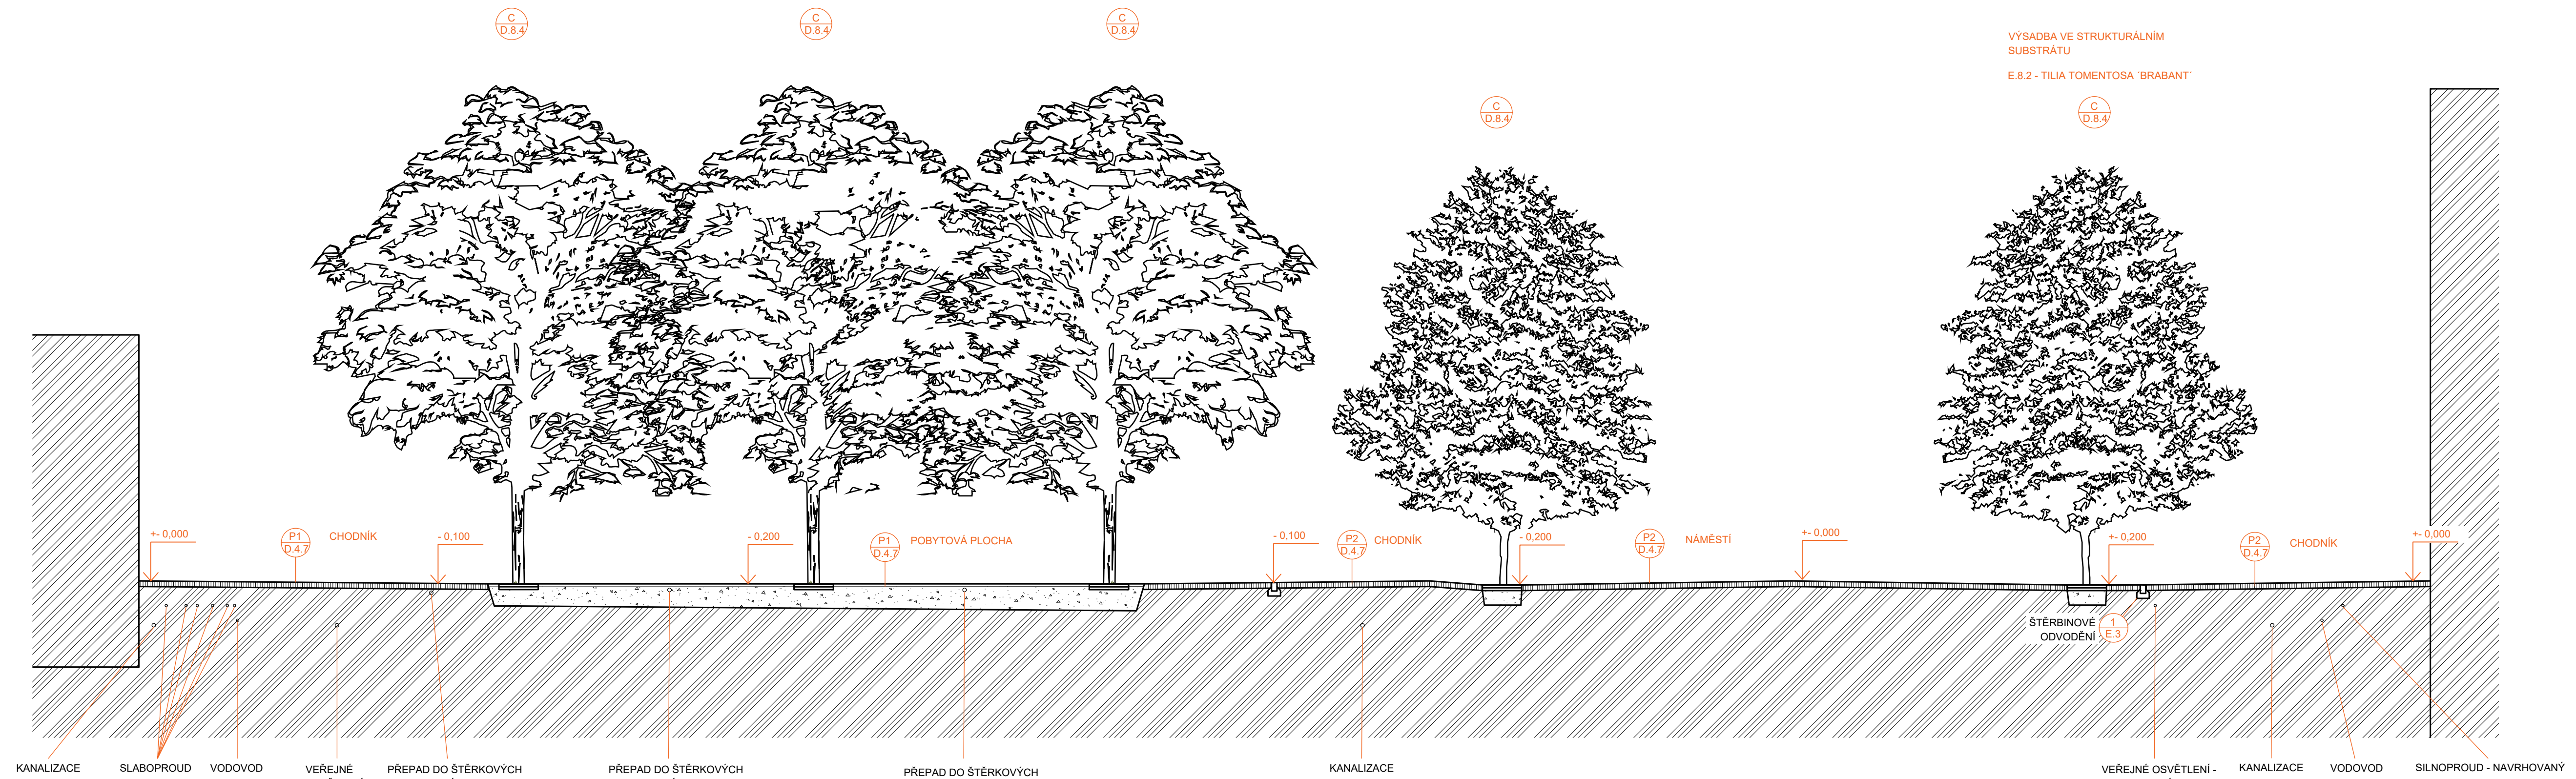 C
D.8.4
C
D.8.4
C
D.8.4
VÝSADBA VE STRUKTURÁLNÍM
SUBSTRÁTU
E.8.2 - TILIA TOMENTOSA ´BRABANT´
C
D.8.4
C
D.8.4
+- 0,000
P1
D.4.7
CHODNÍK
- 0,100
- 0,200
P1
D.4.7
POBYTOVÁ PLOCHA
- 0,100
P2
D.4.7
CHODNÍK
- 0,200
P2
D.4.7
NÁMĚSTÍ
+- 0,000
+- 0,200
P2
D.4.7
CHODNÍK
+- 0,000
ŠTĚRBINOVÉ
ODVODĚNÍ
1
E.3
KANALIZACE
SLABOPROUD
VODOVOD
VEŘEJNÉ
PŘEPAD DO ŠTĚRKOVÝCH
PŘEPAD DO ŠTĚRKOVÝCH
PŘEPAD DO ŠTĚRKOVÝCH
KANALIZACE
VEŘEJNÉ OSVĚTLENÍ -
KANALIZACE
VODOVOD
SILNOPROUD - NAVRHOVANÝ